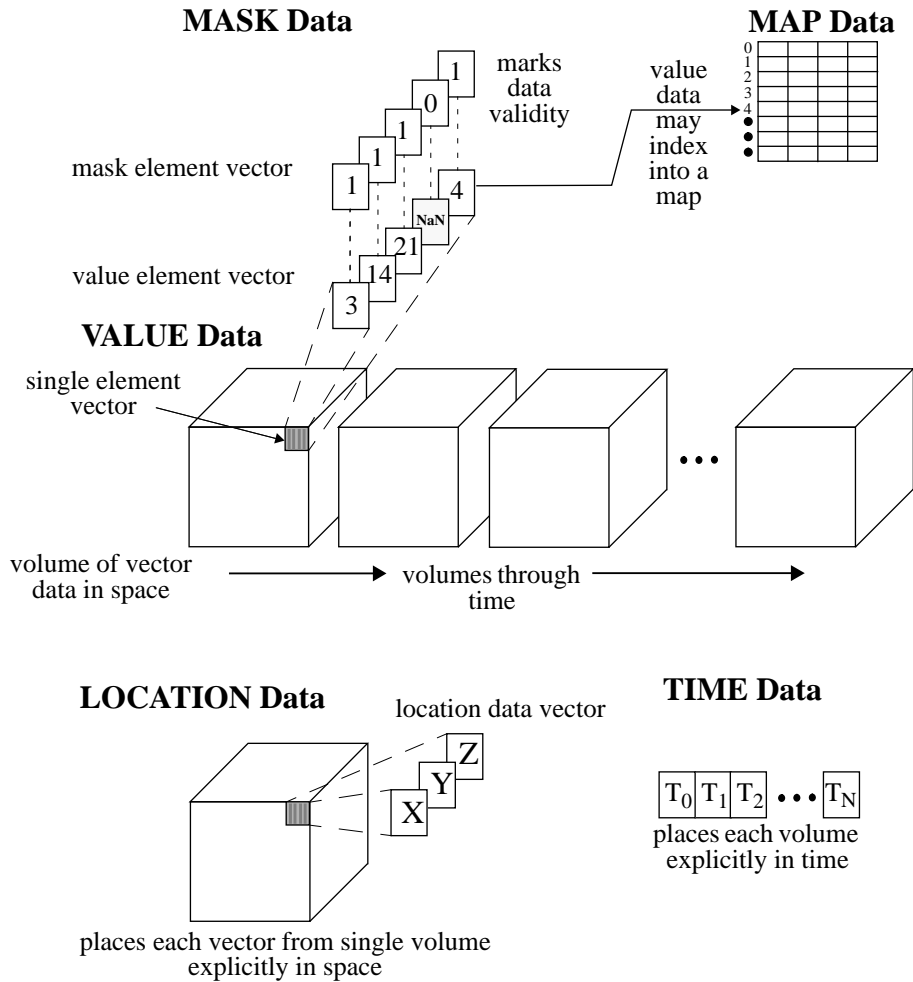 MASK Data
MAP Data
marks
data
validity
value
data
may
index
into a
map
0
1
2
3
4
mask element vector
1
1
1
0
1
value element vector
3
14
21
NaN
4
VALUE Data
single element
vector
volume of vector
data in space
volumes through
time
LOCATION Data
location data vector
X
Y
Z
places each vector from single volume
explicitly in space
TIME Data
T0 T1 T2 ••• TN
places each volume
explicitly in time